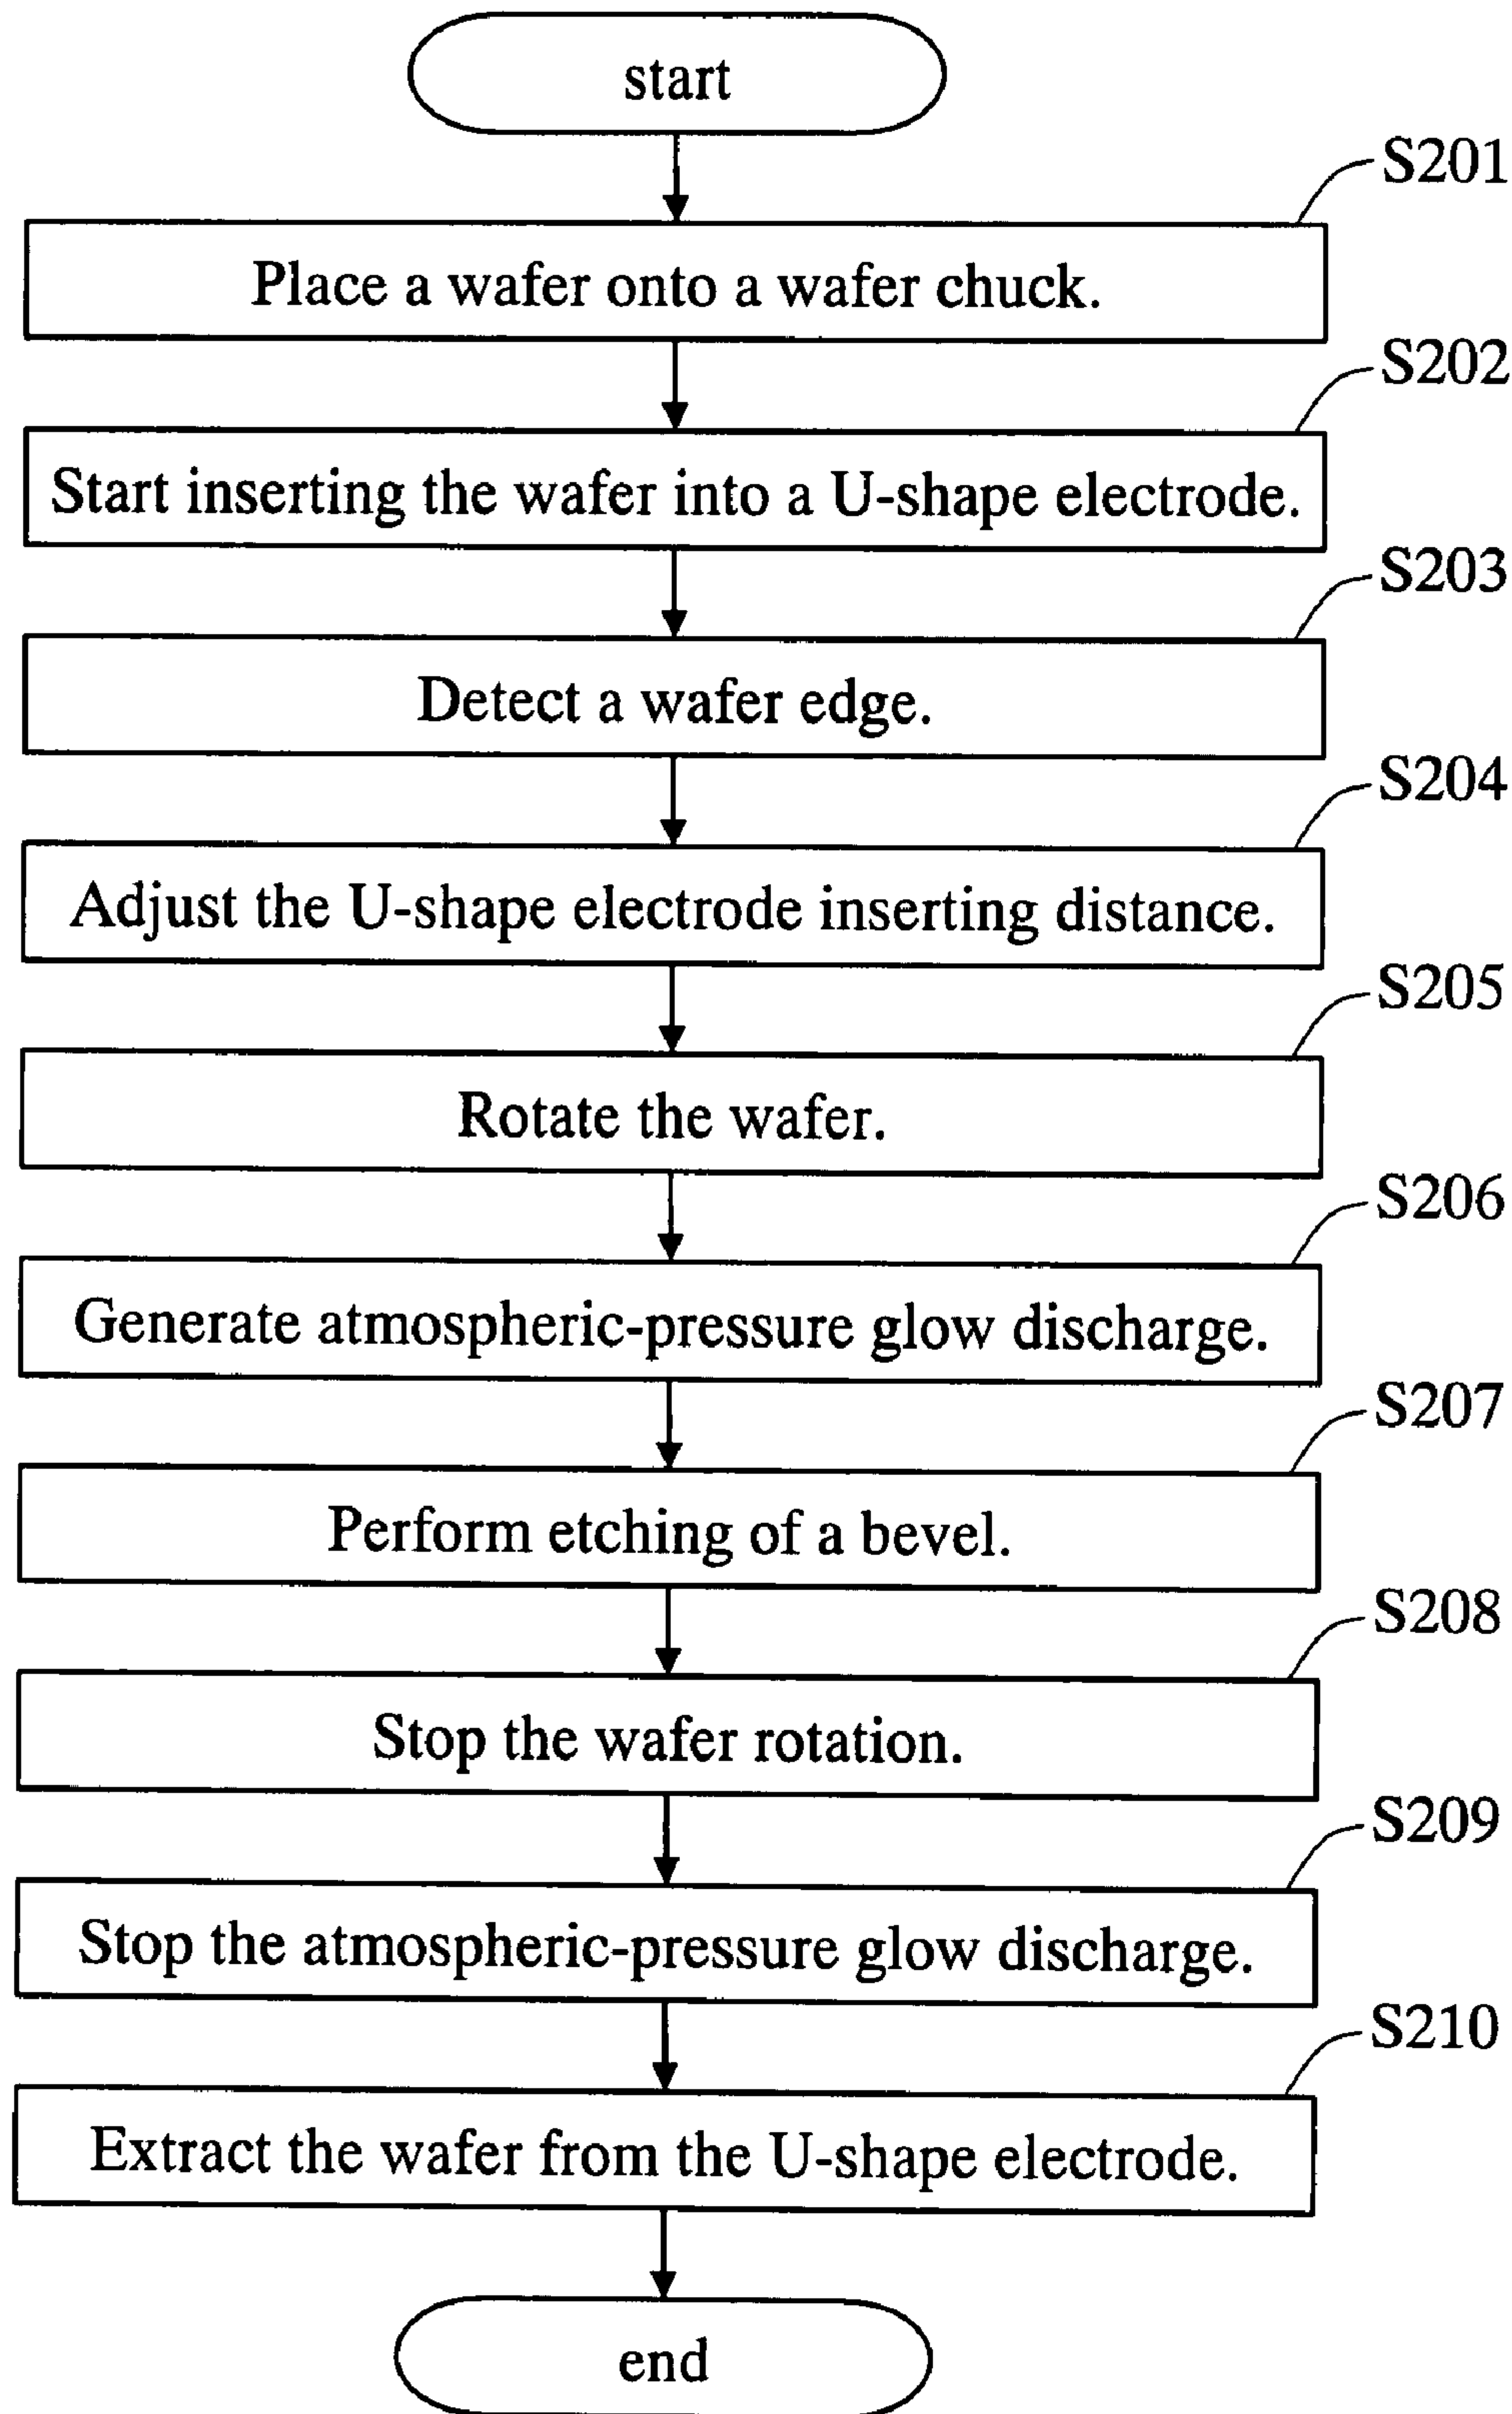 start
S201
Place a wafer onto a wafer chuck.
S202
Start inserting the wafer into a U-shape electrode.
S203
Detect a wafer edge.
S204
Adjust the U-shape electrode inserting distance.
S205
Rotate the wafer.
S206
Generate atmospheric-pressure glow discharge.
S207
Perform etching of a bevel.
S208
Stop the wafer rotation.
S209
Stop the atmospheric-pressure glow discharge.
S210
Extract the wafer from the U-shape electrode.
end